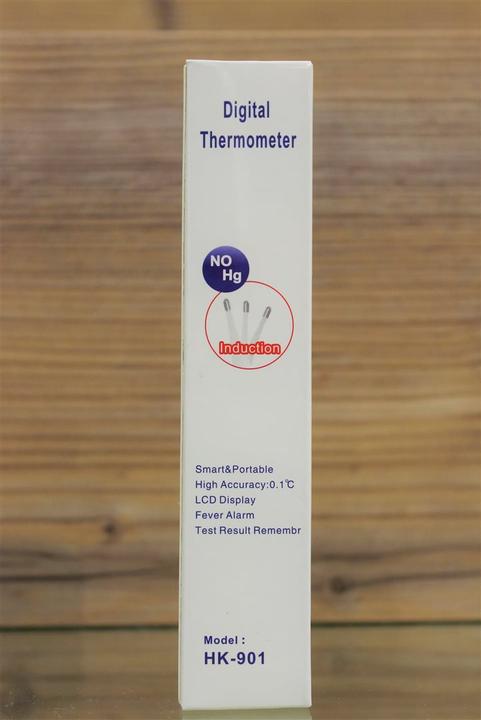 Digital
Thermometer
NO
Hg
Induction
Smart&Portable
High Accuracy:0.1℃
LCD Display
Fever Alarm
Test Result Remembr
Model :
HK-901